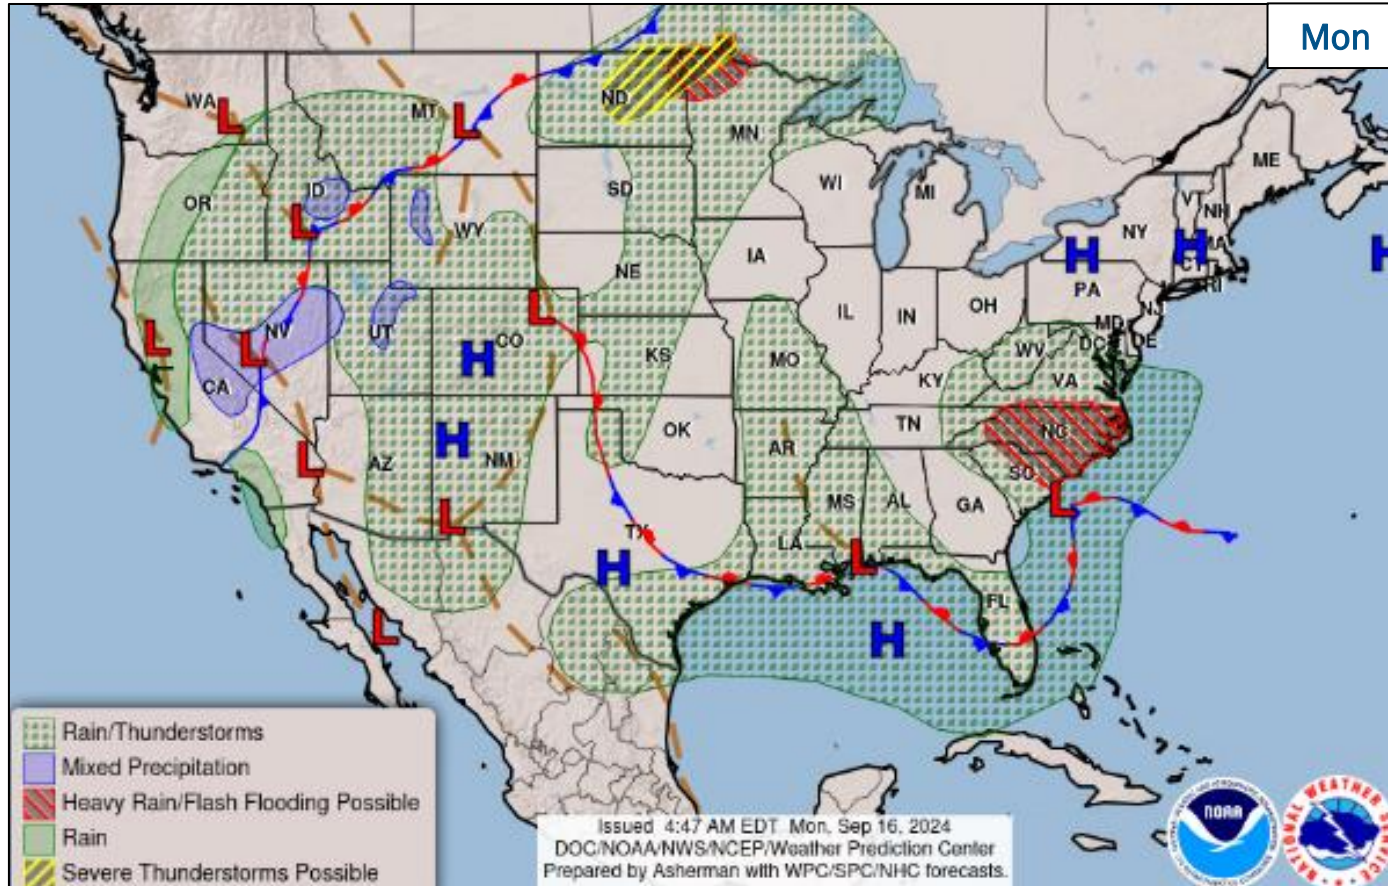 Mon
WA
MT
ND
MN
OR
ID
SD
WI
MI
ME
VT
NH
WY
NY
MA
NE
IA
CT
RI
PA
NV
UT
CO
KS
MO
IL
IN
OH
NJ
MD
DE
DC
WV
CA
KY
VA
AZ
NM
OK
AR
TN
NC
SC
TX
LA
MS
AL
GA
FL
L
L
L
L
L
L
L
L
L
L
L
H
H
H
H
H
H
H
H
Rain/Thunderstorms
Mixed Precipitation
Heavy Rain/Flash Flooding Possible
Rain
Severe Thunderstorms Possible
Issued 4:47 AM EDT Mon, Sep 16, 2024
DOC/NOAA/NWS/NCEP/Weather Prediction Center
Prepared by Asherman with WPC/SPC/NHC forecasts.
NOAA
NATIONAL WEATHER SERVICE